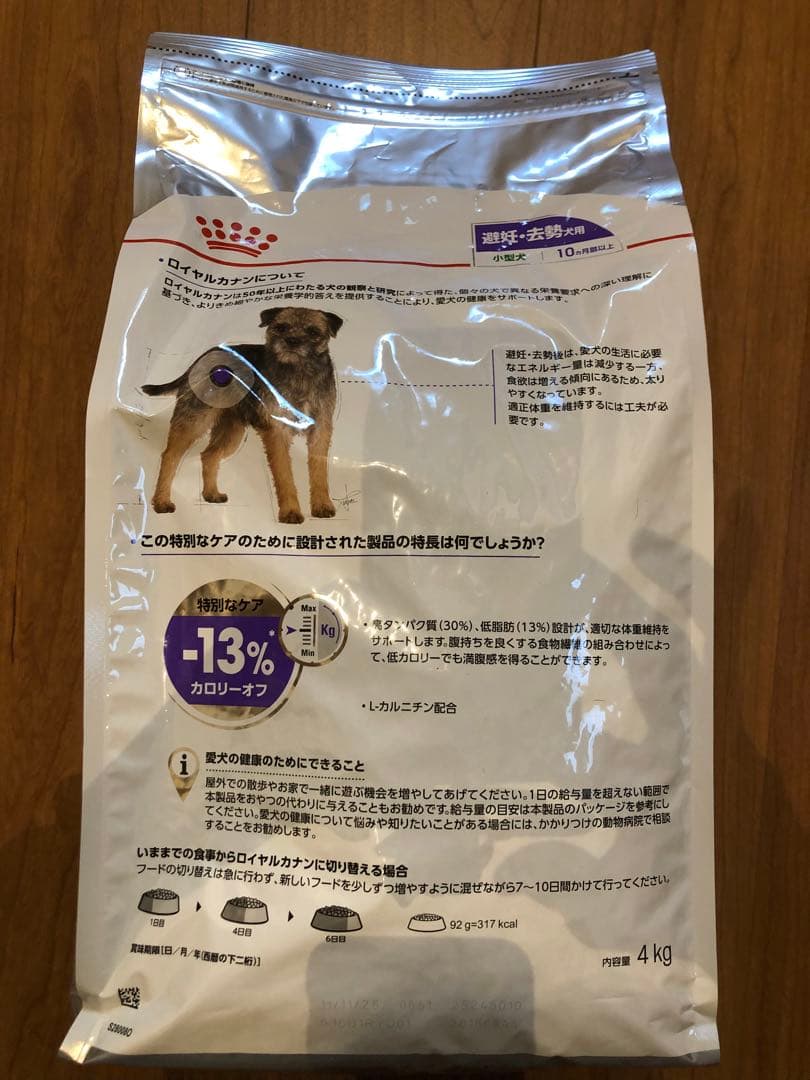 避妊・去勢犬用
小型犬 10ヵ月齢以上
・ロイヤルカナンについて
ロイヤルカナンは50年以上にわたる犬の観察と研究によって得た、個々の犬で異なる栄養要求への深い理解に
基づき、よりきめ細やかな栄養学的答えを提供することにより、愛犬の健康をサポートします。
避妊・去勢後は、愛犬の生活に必要
なエネルギー量は減少する一方、
食欲は増える傾向にあるため、太り
やすくなっています。
適正体重を維持するには工夫が必
要です。
・この特別なケアのために設計された製品の特長は何でしょうか?
特別なケア
-13%*
カロリーオフ
Max
Kg
Min
・高タンパク質(30%)、低脂肪(13%)設計が、適切な体重維持を
サポートします。腹持ちを良くする食物繊維の組み合わせによっ
て、低カロリーでも満腹感を得ることができます。
・L-カルニチン配合
i
愛犬の健康のためにできること
屋外での散歩やお家で一緒に遊ぶ機会を増やしてあげてください。1日の給与量を超えない範囲で
本製品をおやつの代わりに与えることもお勧めです。給与量の目安は本製品のパッケージを参考にし
てください。愛犬の健康について悩みや知りたいことがある場合には、かかりつけの動物病院で相談
することをお勧めします。
いままでの食事からロイヤルカナンに切り替える場合
フードの切り替えは急に行わず、新しいフードを少しずつ増やすように混ぜながら7〜10日間かけて行ってください。
1日目
4日目
6日目
92 g=317 kcal
賞味期限[日/月/年(西暦の下二桁)]
内容量 4 kg
11/11/25